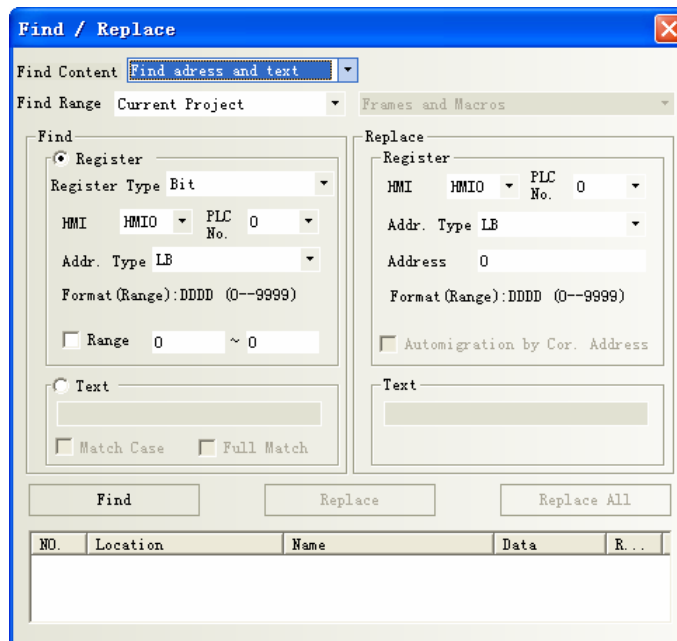 Find / Replace
Find Content Find adress and text
Find Range Current Project Frames and Macros
Find
Register
Register Type Bit
HMI HMI0 PLC No. 0
Addr. Type LB
Format(Range):DDDD (0--9999)
Range 0 ~ 0
Text
Match Case Full Match
Replace
Register
HMI HMI0 PLC No. 0
Addr. Type LB
Address 0
Format(Range):DDDD (0--9999)
Automigration by Cor. Address
Text
Find Replace Replace All
NO. Location Name Data R...